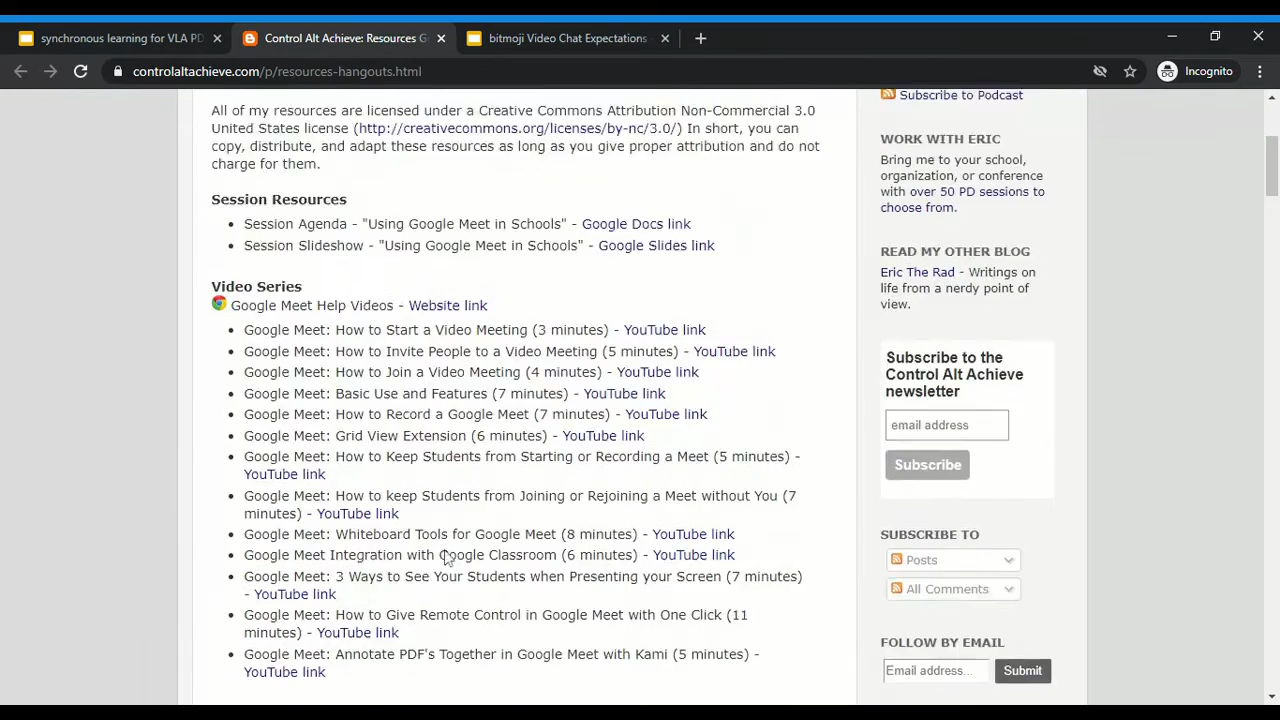 synchronous learning for VLA PD
Control Alt Achieve: Resources G
bitmoji Video Chat Expectations
controlaltachieve.com/p/resources-hangouts.html
Incognito
All of my resources are licensed under a Creative Commons Attribution Non-Commercial 3.0
United States license (http://creativecommons.org/licenses/by-nc/3.0/) In short, you can
copy, distribute, and adapt these resources as long as you give proper attribution and do not
charge for them.
Session Resources
Session Agenda - "Using Google Meet in Schools" - Google Docs link
Session Slideshow - "Using Google Meet in Schools" - Google Slides link
Video Series
Google Meet Help Videos - Website link
Google Meet: How to Start a Video Meeting (3 minutes) - YouTube link
Google Meet: How to Invite People to a Video Meeting (5 minutes) - YouTube link
Google Meet: How to Join a Video Meeting (4 minutes) - YouTube link
Google Meet: Basic Use and Features (7 minutes) - YouTube link
Google Meet: How to Record a Google Meet (7 minutes) - YouTube link
Google Meet: Grid View Extension (6 minutes) - YouTube link
Google Meet: How to Keep Students from Starting or Recording a Meet (5 minutes) -
YouTube link
Google Meet: How to keep Students from Joining or Rejoining a Meet without You (7
minutes) - YouTube link
Google Meet: Whiteboard Tools for Google Meet (8 minutes) - YouTube link
Google Meet Integration with Google Classroom (6 minutes) - YouTube link
Google Meet: 3 Ways to See Your Students when Presenting your Screen (7 minutes)
- YouTube link
Google Meet: How to Give Remote Control in Google Meet with One Click (11
minutes) - YouTube link
Google Meet: Annotate PDF's Together in Google Meet with Kami (5 minutes) -
YouTube link
Subscribe to Podcast
WORK WITH ERIC
Bring me to your school,
organization, or conference
with over 50 PD sessions to
choose from.
READ MY OTHER BLOG
Eric The Rad - Writings on
life from a nerdy point of
view.
Subscribe to the
Control Alt Achieve
newsletter
email address
Subscribe
SUBSCRIBE TO
Posts
All Comments
FOLLOW BY EMAIL
Email address...
Submit